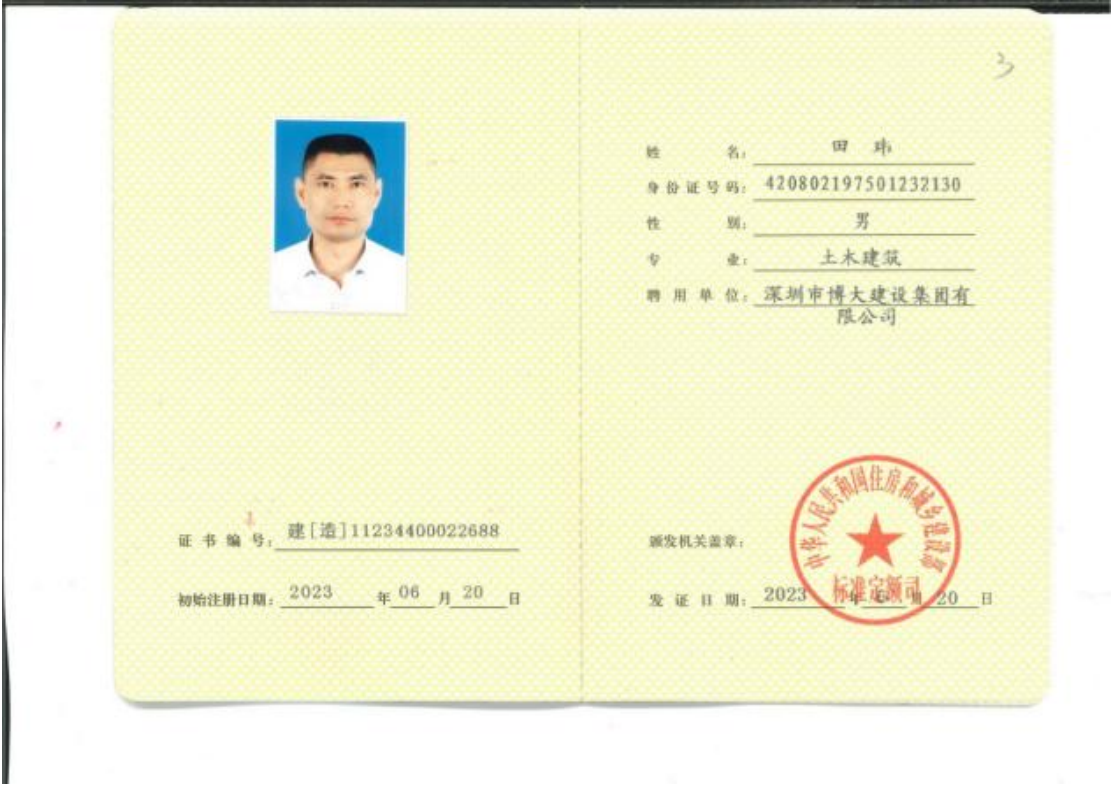 3
姓名： 田玮
身份证号码： 420802197501232130
性别： 男
专业： 土木建筑
聘用单位： 深圳市博大建设集团有
限公司
证书编号： 建[造]11234400022688
初始注册日期： 2023 年 06 月 20 日
中华人民共和国住房和城乡建设部
标准定额司
颁发机关盖章：
发证日期： 2023 年 6 月 20 日